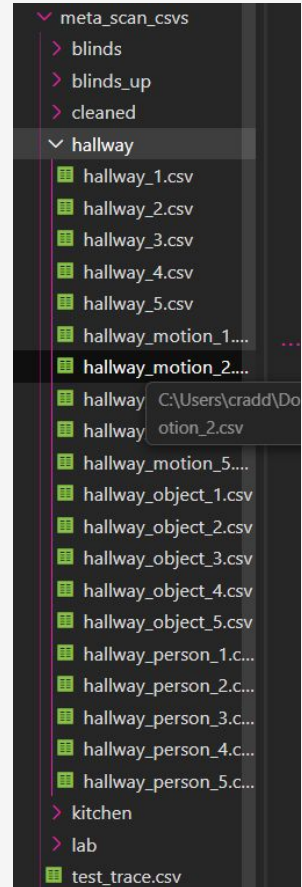 meta_scan_csvs
blinds
blinds_up
cleaned
hallway
hallway_1.csv
hallway_2.csv
hallway_3.csv
hallway_4.csv
hallway_5.csv
hallway_motion_1....
hallway_motion_2....
hallway C:\Users\cradd\Do
hallway otion_2.csv
hallway_motion_5....
hallway_object_1.csv
hallway_object_2.csv
hallway_object_3.csv
hallway_object_4.csv
hallway_object_5.csv
hallway_person_1.c...
hallway_person_2.c...
hallway_person_3.c...
hallway_person_4.c...
hallway_person_5.c...
kitchen
lab
test_trace.csv